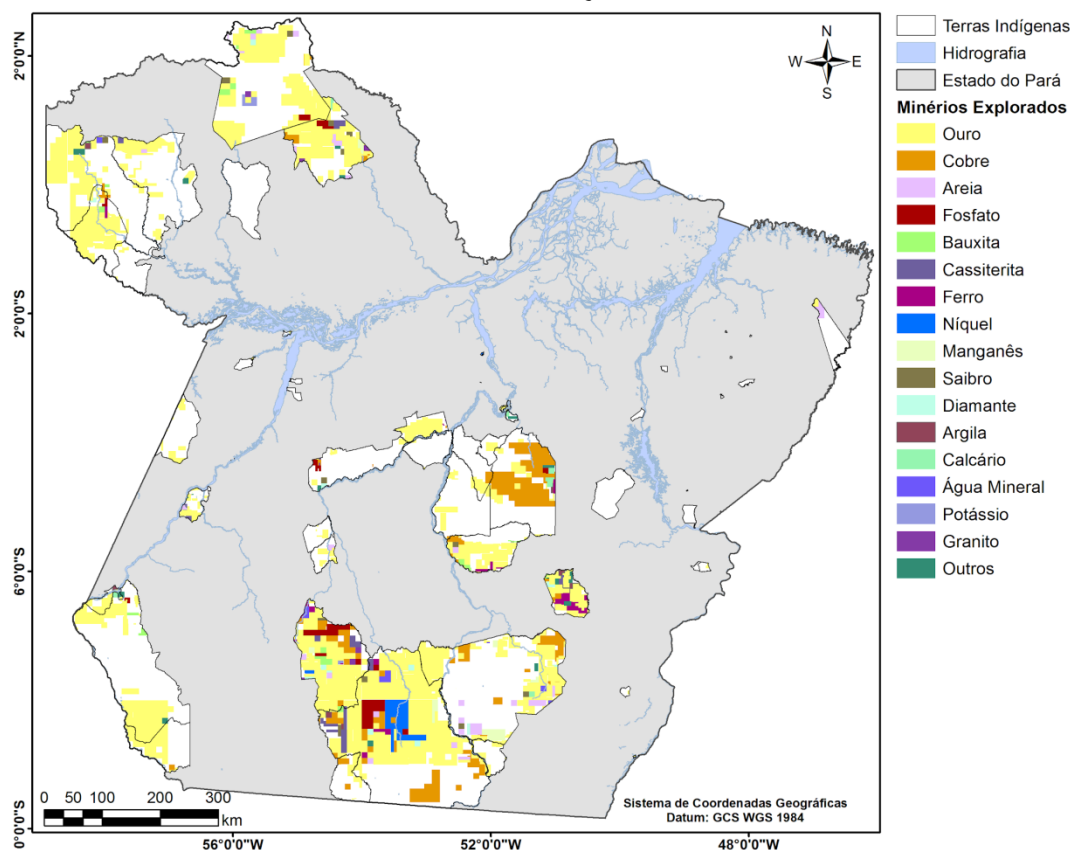 N
W E
S
2°0'0"N
2°0'0"S
6°0'0"S
0°0'0"S
56°0'0"W
52°0'0"W
48°0'0"W
0 50 100 200 300
km
Sistema de Coordenadas Geográficas
Datum: GCS WGS 1984
Terras Indígenas
Hidrografia
Estado do Pará
Minérios Explorados
Ouro
Cobre
Areia
Fosfato
Bauxita
Cassiterita
Ferro
Níquel
Manganês
Saibro
Diamante
Argila
Calcário
Água Mineral
Potássio
Granito
Outros